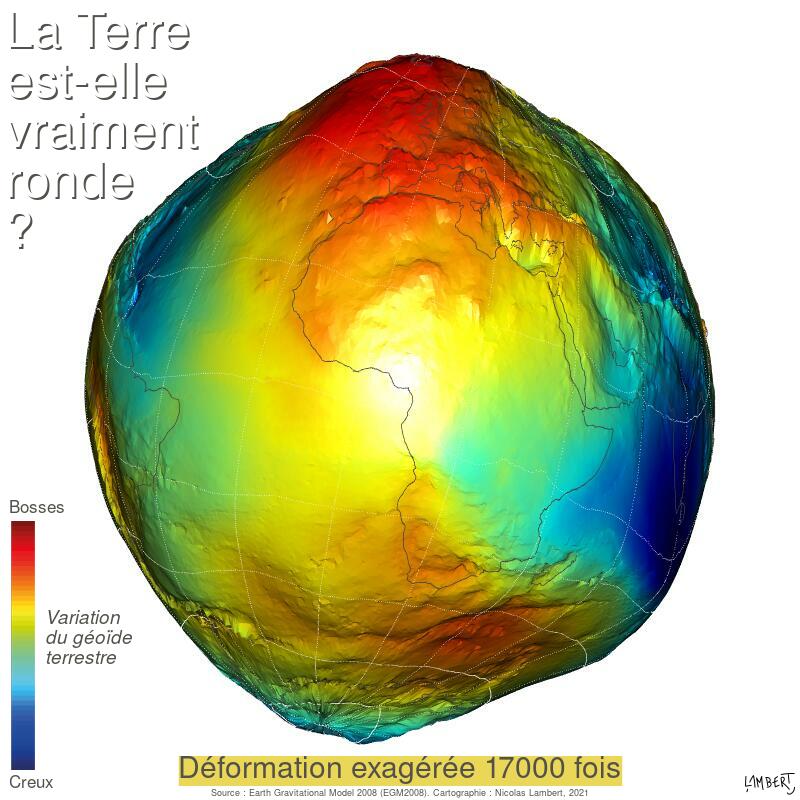 La Terre
est-elle
vraiment
ronde
?
Bosses
Variation
du géoïde
terrestre
Creux
Déformation exagérée 17000 fois
Source : Earth Gravitational Model 2008 (EGM2008). Cartographie : Nicolas Lambert, 2021
LAMBERT